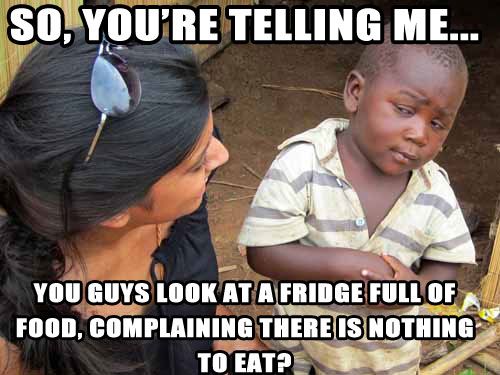 SO, YOU'RE TELLING ME...
YOU GUYS LOOK AT A FRIDGE FULL OF
FOOD, COMPLAINING THERE IS NOTHING
TO EAT?